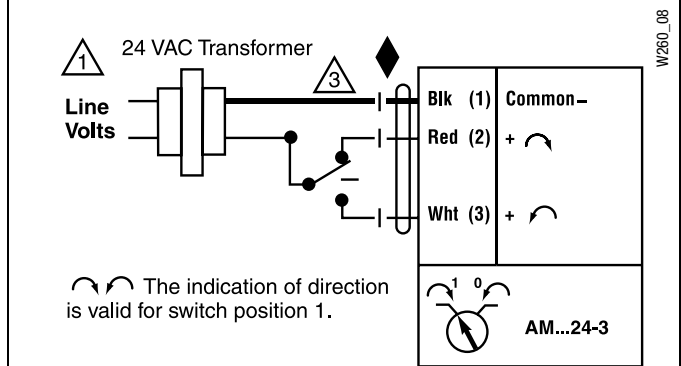 W260_08
1 24 VAC Transformer
3
Line Volts
Blk (1) Common –
Red (2) +
Wht (3) +
The indication of direction
is valid for switch position 1.
1 0
AM...24-3